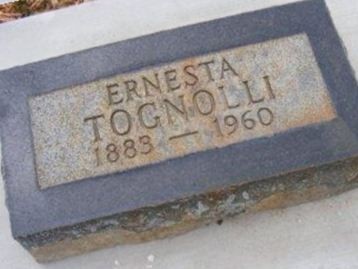 ERNESTA
TOGNOLLI
1883 — 1960